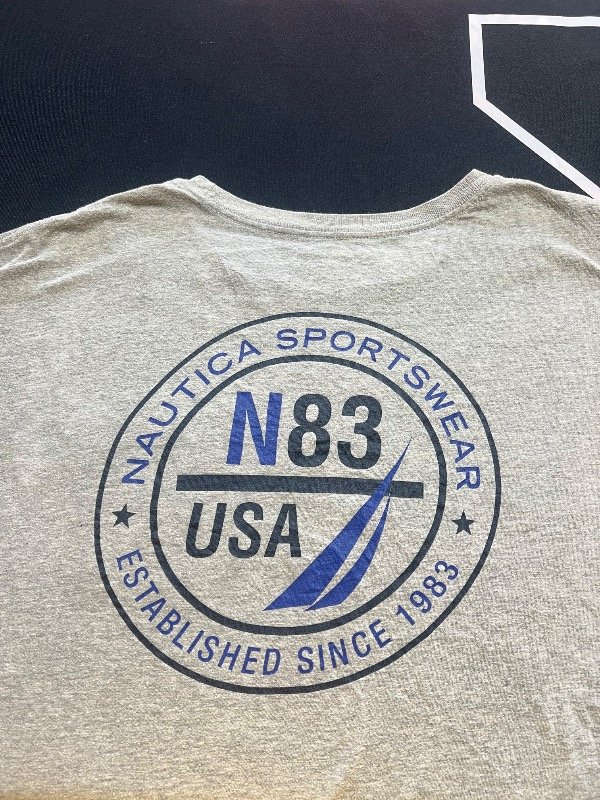 NAUTICA SPORTSWEAR
N83
USA
ESTABLISHED SINCE 1983